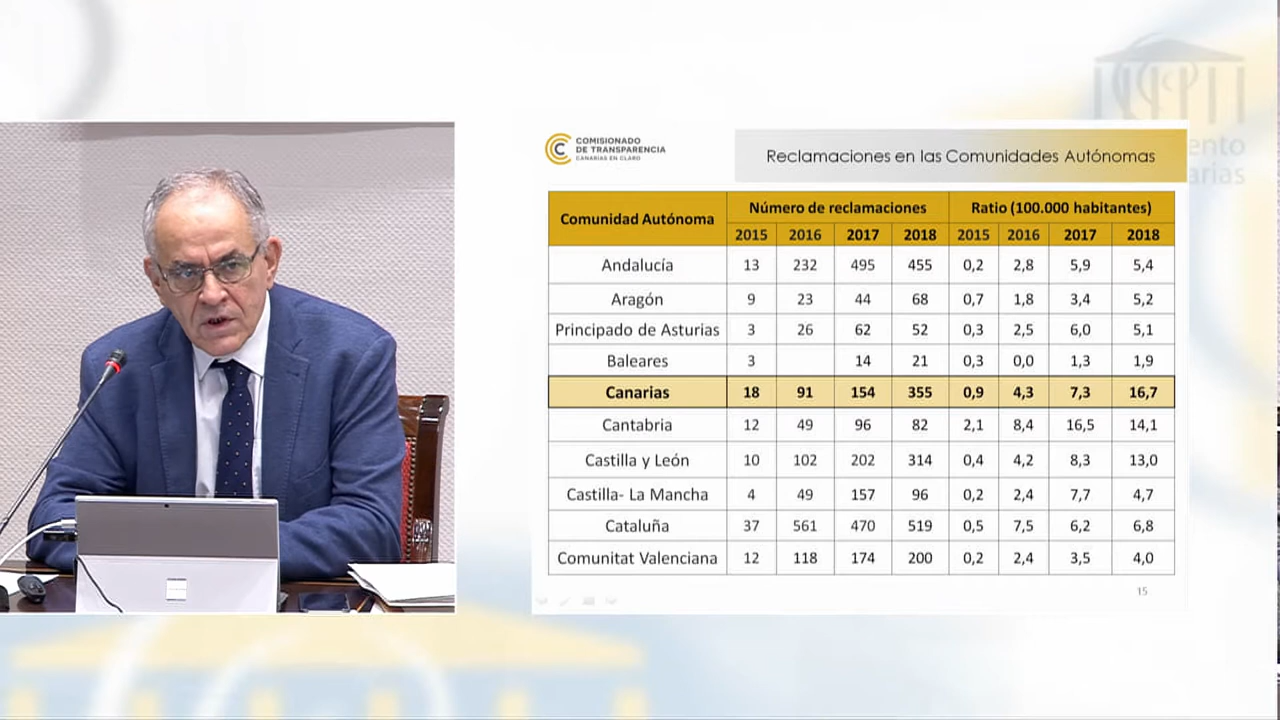 COMISIONADO
DE TRANSPARENCIA
CANARIAS EN CLARO
Reclamaciones en las Comunidades Autónomas
ento
arias
Comunidad Autónoma Número de reclamaciones Ratio (100.000 habitantes)
2015 2016 2017 2018 2015 2016 2017 2018
Andalucía 13 232 495 455 0,2 2,8 5,9 5,4
Aragón 9 23 44 68 0,7 1,8 3,4 5,2
Principado de Asturias 3 26 62 52 0,3 2,5 6,0 5,1
Baleares 3 14 21 0,3 0,0 1,3 1,9
Canarias 18 91 154 355 0,9 4,3 7,3 16,7
Cantabria 12 49 96 82 2,1 8,4 16,5 14,1
Castilla y León 10 102 202 314 0,4 4,2 8,3 13,0
Castilla- La Mancha 4 49 157 96 0,2 2,4 7,7 4,7
Cataluña 37 561 470 519 0,5 7,5 6,2 6,8
Comunitat Valenciana 12 118 174 200 0,2 2,4 3,5 4,0
15